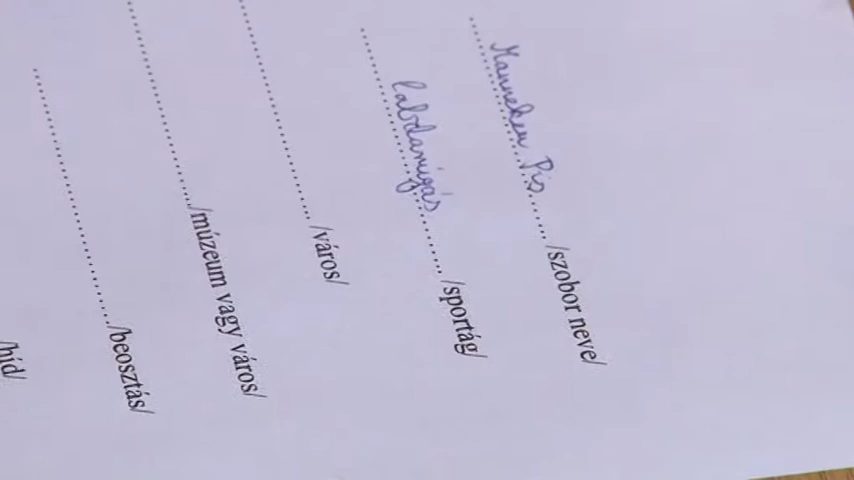 Manneken Pis ....... /szobor neve/
labdarúgás ....... /sportág/
.............................. /város/
.............................. /múzeum vagy város/
.............................. /beosztás/
/híd/